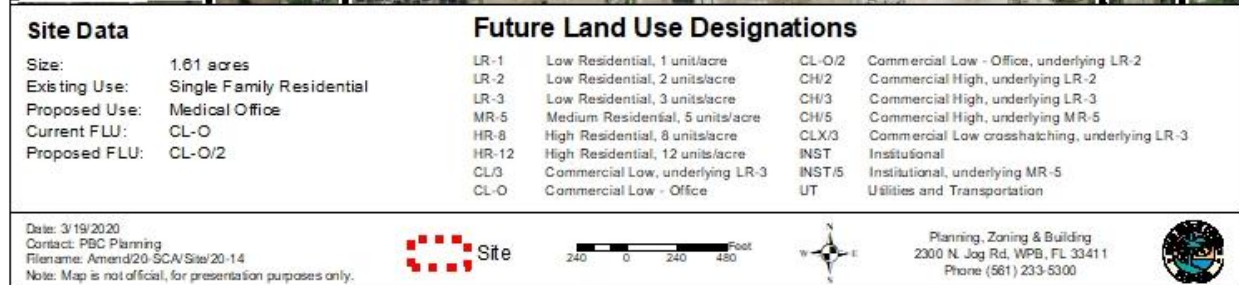 Site Data
Size: 1.61 acres
Existing Use: Single Family Residential
Proposed Use: Medical Office
Current FLU: CL-O
Proposed FLU: CL-O/2
Future Land Use Designations
LR-1 Low Residential, 1 unit/acre
LR-2 Low Residential, 2 units/acre
LR-3 Low Residential, 3 units/acre
MR-5 Medium Residential, 5 units/acre
HR-8 High Residential, 8 units/acre
HR-12 High Residential, 12 units/acre
CL/3 Commercial Low, underlying LR-3
CL-O Commercial Low - Office
CL-O/2 Commercial Low - Office, underlying LR-2
CH/2 Commercial High, underlying LR-2
CH/3 Commercial High, underlying LR-3
CH/5 Commercial High, underlying MR-5
CLX/3 Commercial Low crosshatching, underlying LR-3
INST Institutional
INST/5 Institutional, underlying MR-5
UT Utilities and Transportation
Date: 3/19/2020
Contact: PBC Planning
Filename: Amend/20-SCA/Site/20-14
Note: Map is not official, for presentation purposes only.
Site
Feet
240 0 240 480
N
W E
S
Planning, Zoning & Building
2300 N. Jog Rd, WPB, FL 33411
Phone (561) 233-5300